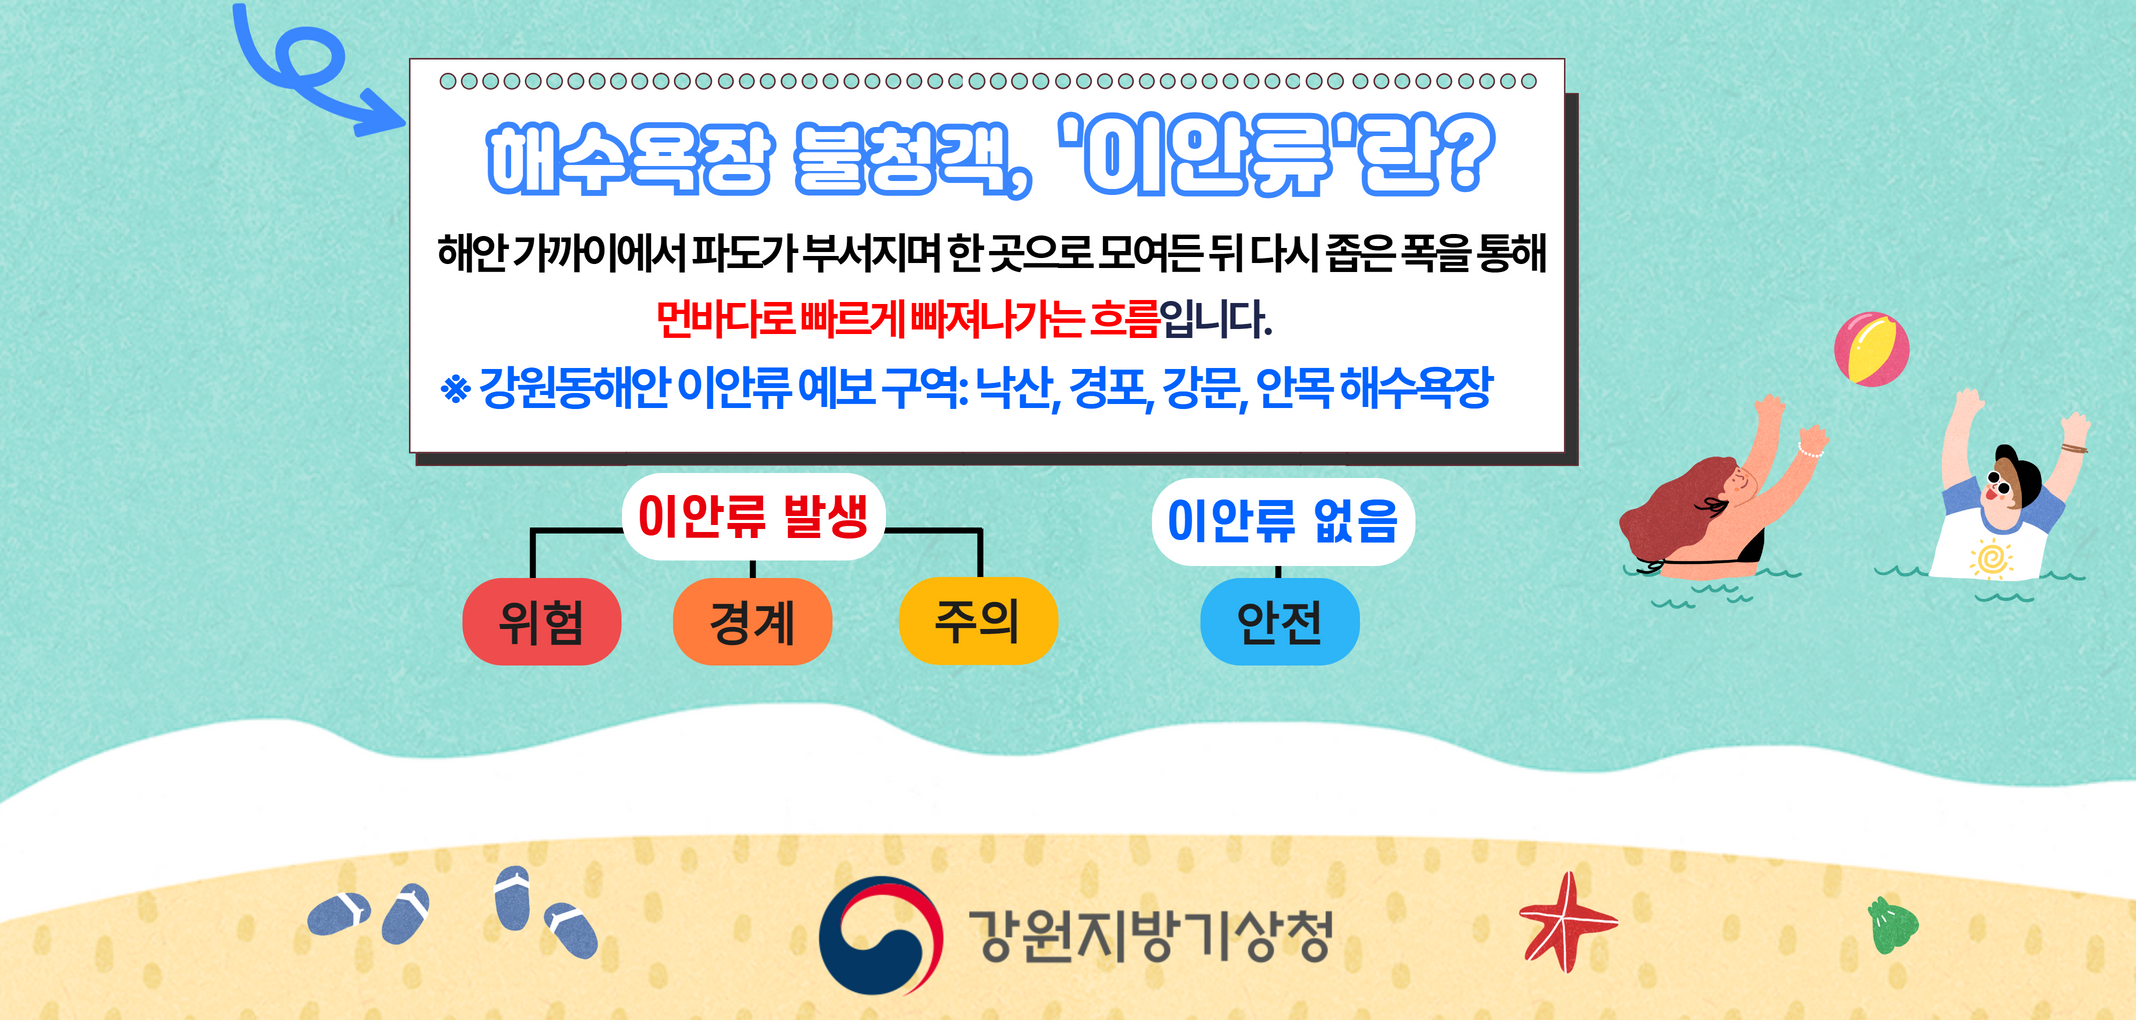 해수욕장 불청객, '이안류'란?
해안 가까이에서 파도가 부서지며 한 곳으로 모여든 뒤 다시 좁은 폭을 통해
먼바다로 빠르게 빠져나가는 흐름입니다.
※ 강원동해안 이안류 예보 구역: 낙산, 경포, 강문, 안목 해수욕장
이안류 발생
이안류 없음
위험
경계
주의
안전
강원지방기상청